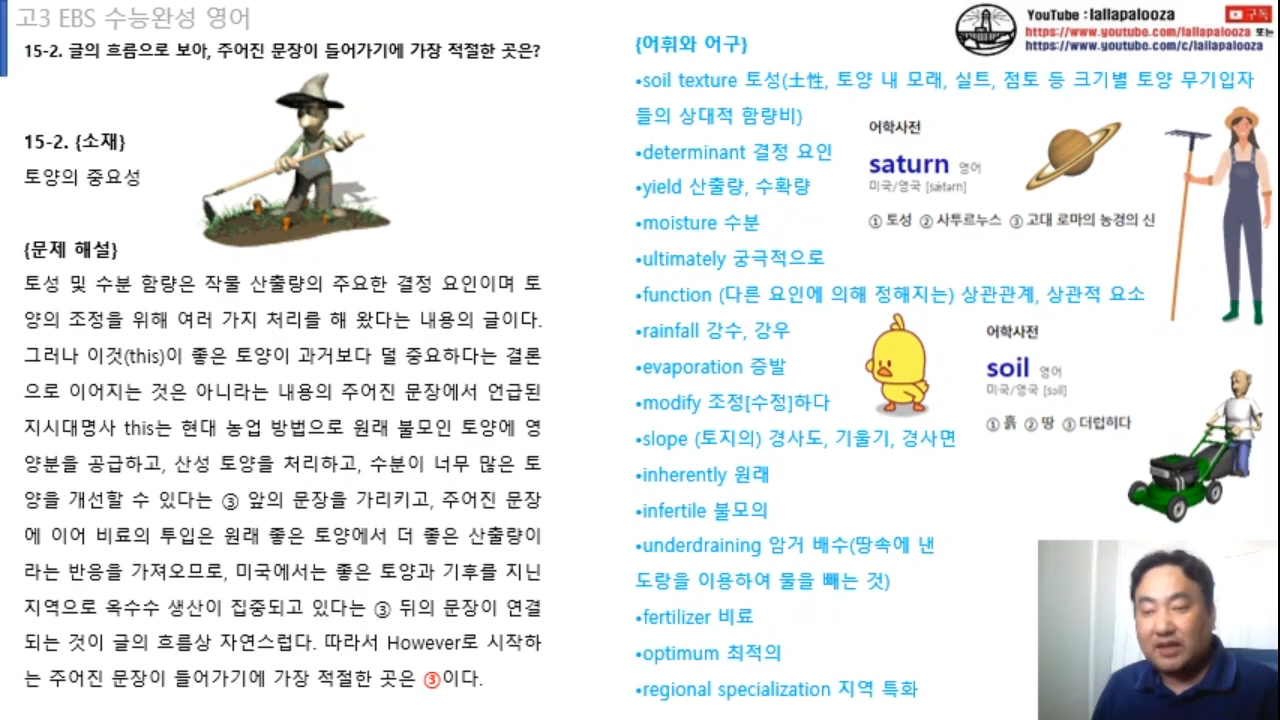 고3 EBS 수능완성 영어
15-2. 글의 흐름으로 보아, 주어진 문장이 들어가기에 가장 적절한 곳은?
15-2. {소재}
토양의 중요성
{문제 해설}
토성 및 수분 함량은 작물 산출량의 주요한 결정 요인이며 토
양의 조정을 위해 여러 가지 처리를 해 왔다는 내용의 글이다.
그러나 이것(this)이 좋은 토양이 과거보다 덜 중요하다는 결론
으로 이어지는 것은 아니라는 내용의 주어진 문장에서 언급된
지시대명사 this는 현대 농업 방법으로 원래 불모인 토양에 영
양분을 공급하고, 산성 토양을 처리하고, 수분이 너무 많은 토
양을 개선할 수 있다는 ③ 앞의 문장을 가리키고, 주어진 문장
에 이어 비료의 투입은 원래 좋은 토양에서 더 좋은 산출량이
라는 반응을 가져오므로, 미국에서는 좋은 토양과 기후를 지닌
지역으로 옥수수 생산이 집중되고 있다는 ③ 뒤의 문장이 연결
되는 것이 글의 흐름상 자연스럽다. 따라서 However로 시작하
는 주어진 문장이 들어가기에 가장 적절한 곳은 ③이다.
YouTube : lallapalooza
구독
https://www.youtube.com/lallapalooza 또는
https://www.youtube.com/c/lallapalooza
{어휘와 어구}
•soil texture 토성(土性, 토양 내 모래, 실트, 점토 등 크기별 토양 무기입자
들의 상대적 함량비)
•determinant 결정 요인
•yield 산출량, 수확량
•moisture 수분
•ultimately 궁극적으로
•function (다른 요인에 의해 정해지는) 상관관계, 상관적 요소
•rainfall 강수, 강우
•evaporation 증발
•modify 조정[수정]하다
•slope (토지의) 경사도, 기울기, 경사면
•inherently 원래
•infertile 불모의
•underdraining 암거 배수(땅속에 낸
도랑을 이용하여 물을 빼는 것)
•fertilizer 비료
•optimum 최적의
•regional specialization 지역 특화
어학사전
saturn 영어
미국/영국 [sǽtərn]
① 토성 ② 사투르누스 ③ 고대 로마의 농경의 신
어학사전
soil 영어
미국/영국 [sɔil]
① 흙 ② 땅 ③ 더럽히다